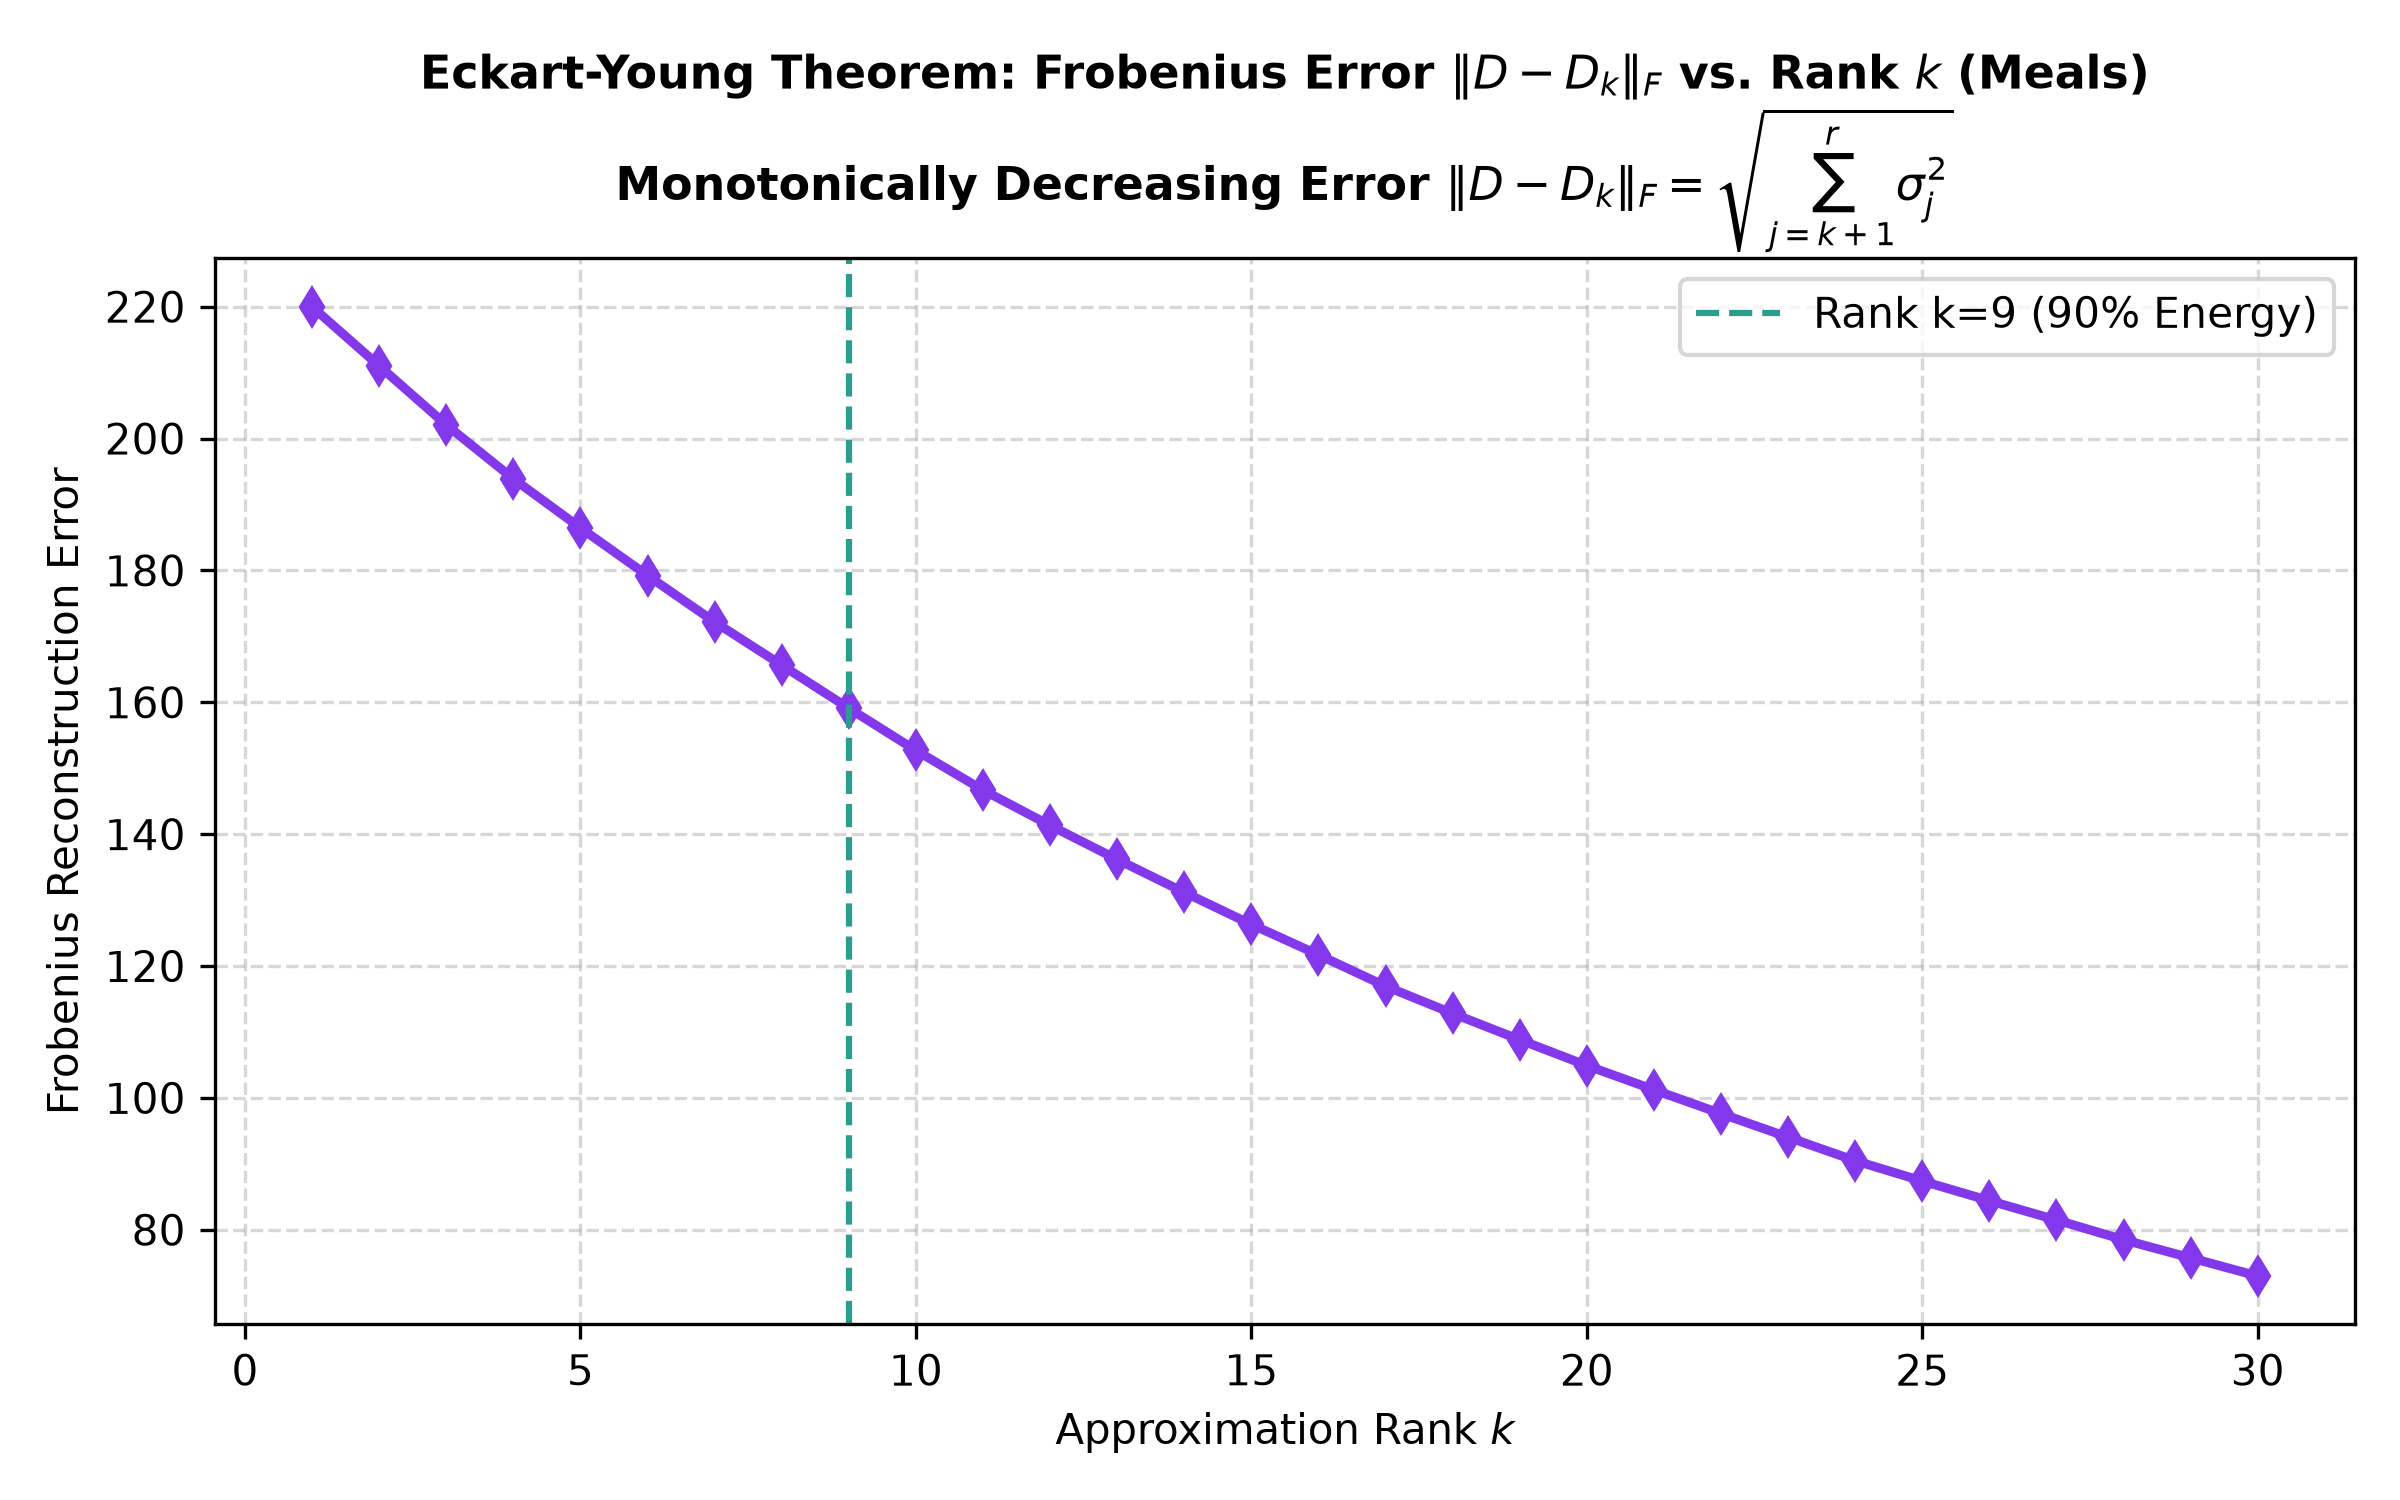 Eckart-Young Theorem: Frobenius Error ‖D − D_k‖_F vs. Rank k (Meals)
Monotonically Decreasing Error ‖D − D_k‖_F = √(∑_{j=k+1}^{r} σ_j^2)
Rank k=9 (90% Energy)
Frobenius Reconstruction Error
220
200
180
160
140
120
100
80
0 5 10 15 20 25 30
Approximation Rank k